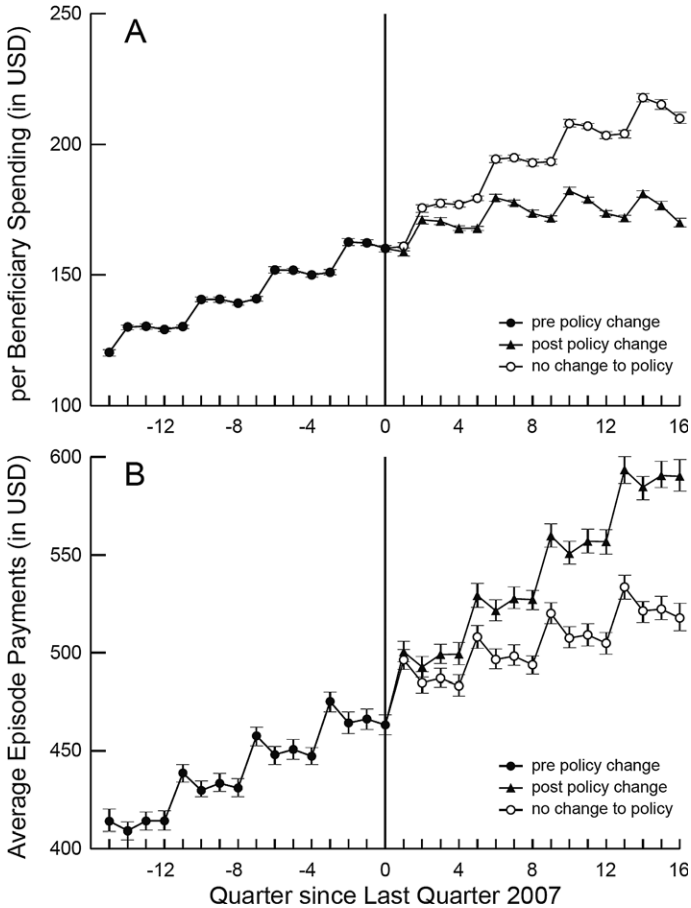 A
per Beneficiary Spending (in USD)
250
200
150
100
pre policy change
post policy change
no change to policy
-12 -8 -4 0 4 8 12 16
B
Average Episode Payments (in USD)
600
550
500
450
400
pre policy change
post policy change
no change to policy
-12 -8 -4 0 4 8 12 16
Quarter since Last Quarter 2007